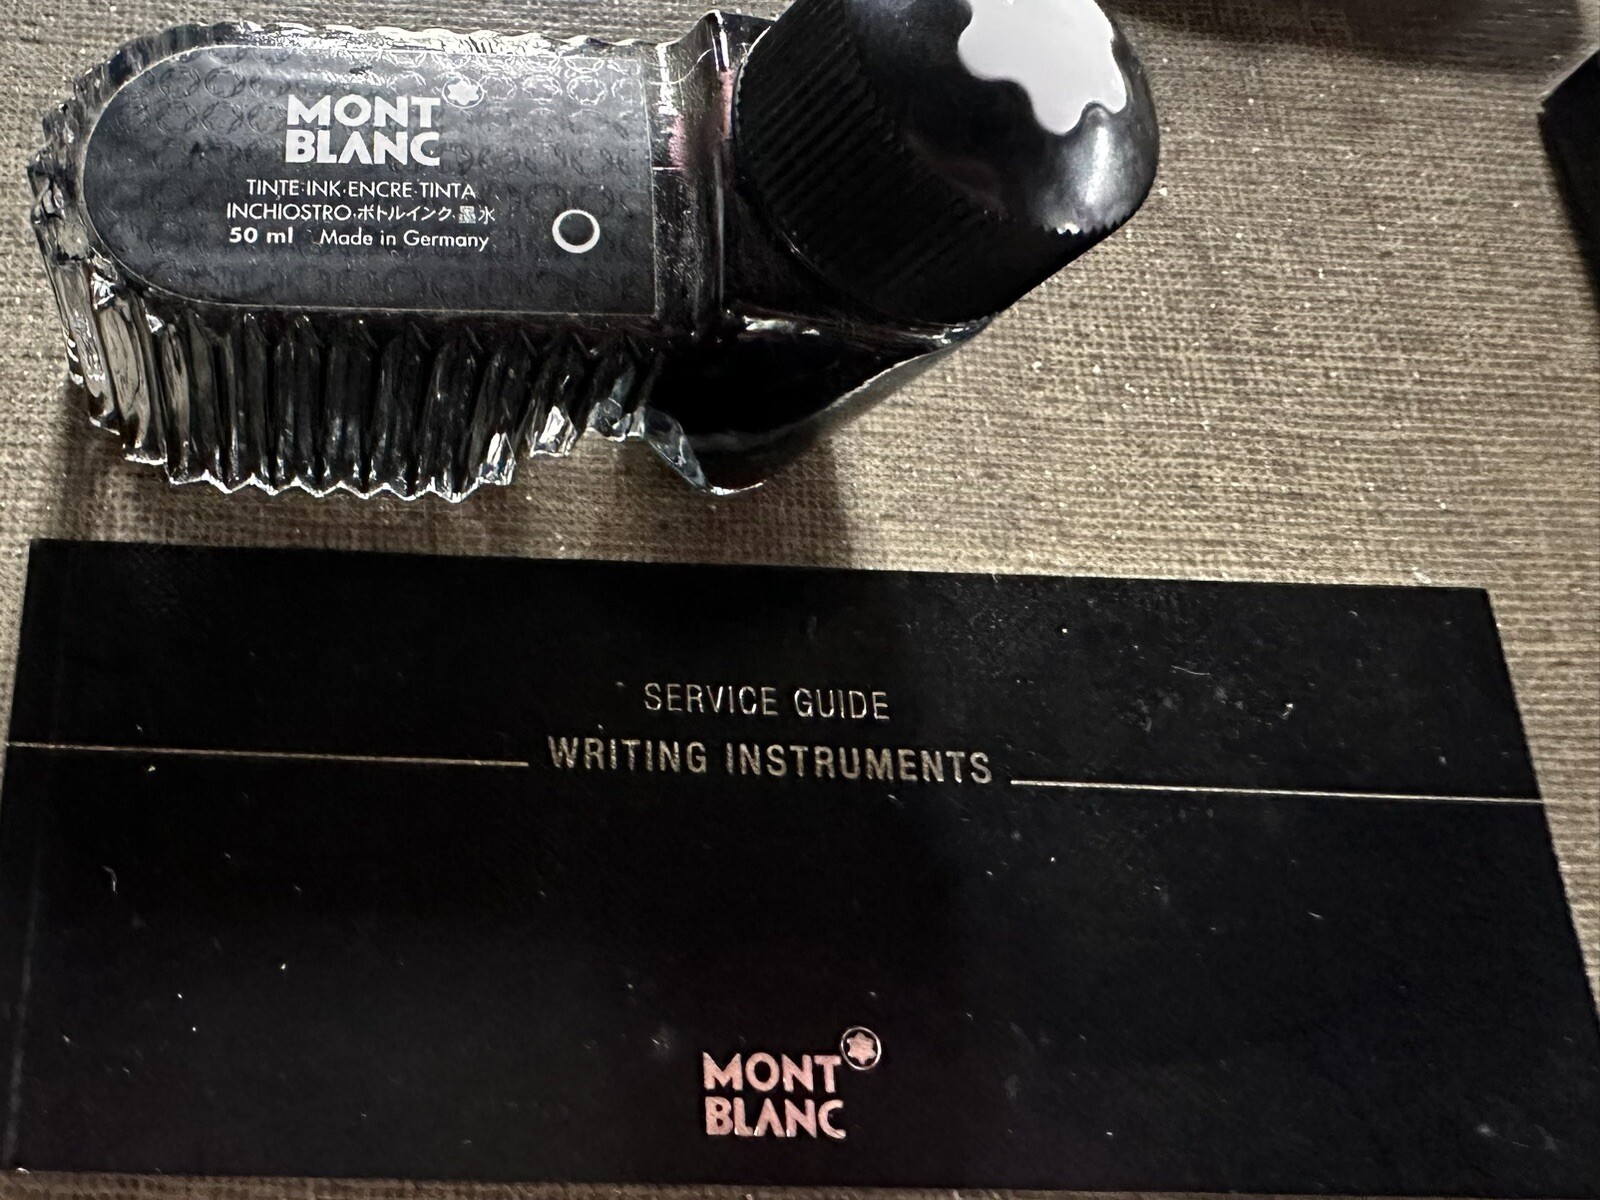 MONT
BLANC
TINTE·INK·ENCRE·TINTA
INCHIOSTRO·ボトルインク·墨水
50 ml Made in Germany
SERVICE GUIDE
WRITING INSTRUMENTS
MONT
BLANC